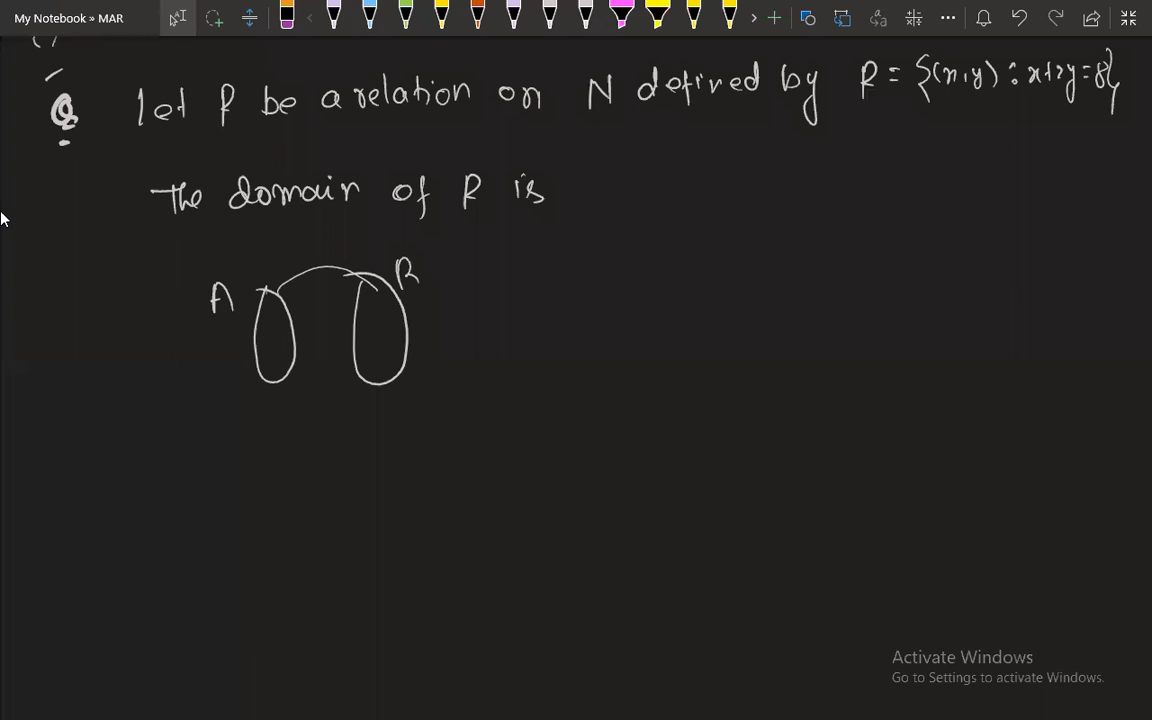 My Notebook » MAR
Q Let R be a relation on N defined by R = {(x,y) : x+2y=8}
The domain of R is
A B
Activate Windows
Go to Settings to activate Windows.